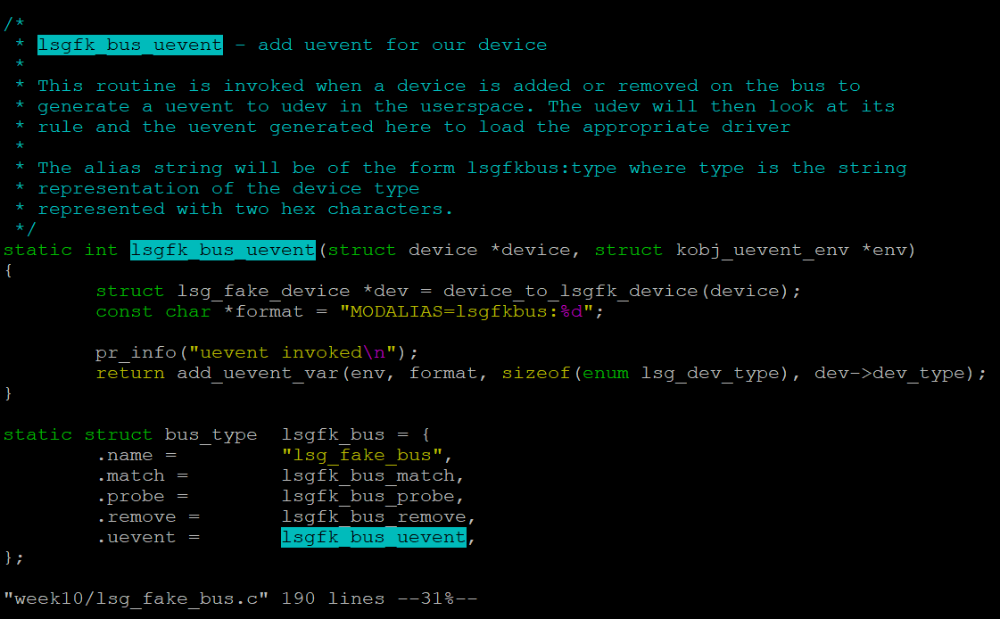 /*
 * lsgfk_bus_uevent - add uevent for our device
 *
 * This routine is invoked when a device is added or removed on the bus to
 * generate a uevent to udev in the userspace. The udev will then look at its
 * rule and the uevent generated here to load the appropriate driver
 *
 * The alias string will be of the form lsgfkbus:type where type is the string
 * representation of the device type
 * represented with two hex characters.
 */
static int lsgfk_bus_uevent(struct device *device, struct kobj_uevent_env *env)
{
        struct lsg_fake_device *dev = device_to_lsgfk_device(device);
        const char *format = "MODALIAS=lsgfkbus:%d";

        pr_info("uevent invoked\n");
        return add_uevent_var(env, format, sizeof(enum lsg_dev_type), dev->dev_type);
}

static struct bus_type  lsgfk_bus = {
        .name =         "lsg_fake_bus",
        .match =        lsgfk_bus_match,
        .probe =        lsgfk_bus_probe,
        .remove =       lsgfk_bus_remove,
        .uevent =       lsgfk_bus_uevent,
};

"week10/lsg_fake_bus.c" 190 lines --31%--